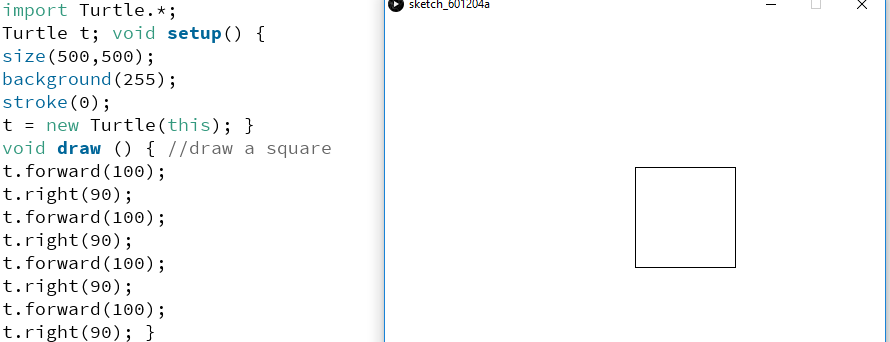 import Turtle.*;
Turtle t; void setup() {
size(500,500);
background(255);
stroke(0);
t = new Turtle(this); }
void draw () { //draw a square
t.forward(100);
t.right(90);
t.forward(100);
t.right(90);
t.forward(100);
t.right(90);
t.forward(100);
t.right(90); }
sketch_601204a